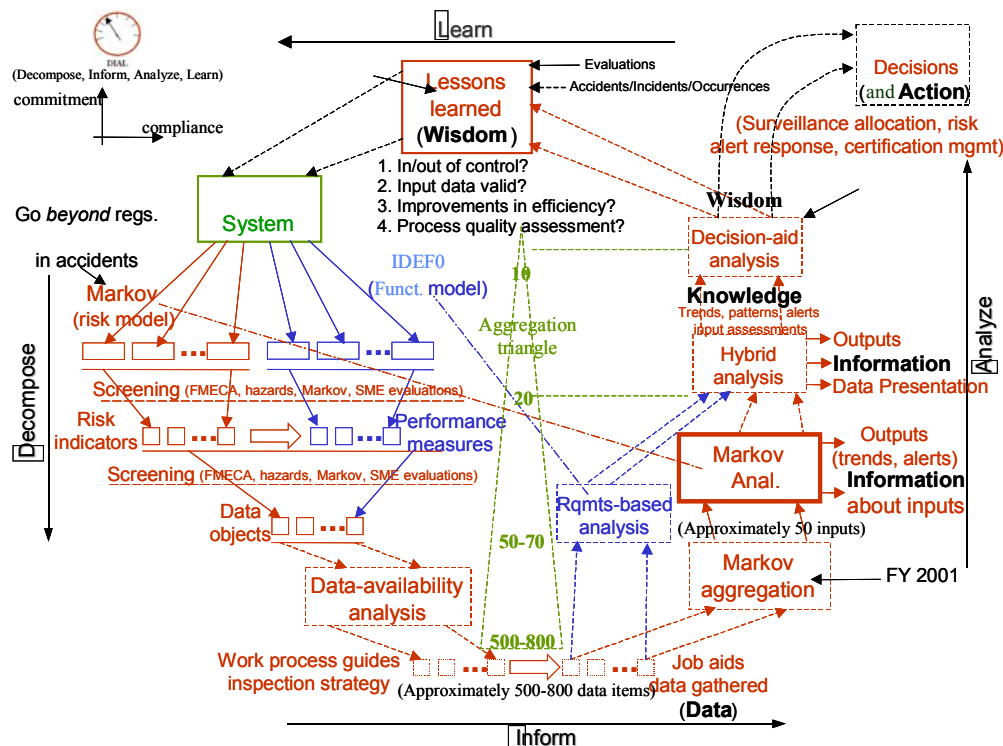 Learn
DIAL
(Decompose, Inform, Analyze, Learn)
commitment
compliance
Lessons
learned
(Wisdom )
Evaluations
Accidents/Incidents/Occurrences
Decisions
(and Action)
(Surveillance allocation, risk
alert response, certification mgmt)
1. In/out of control?
2. Input data valid?
3. Improvements in efficiency?
4. Process quality assessment?
System
Go beyond regs.
in accidents
Markov
(risk model)
IDEF0
(Funct. model)
Wisdom
Decision-aid
analysis
10
Aggregation
triangle
Knowledge
Trends, patterns, alerts
input assessments
Hybrid
analysis
Outputs
Information
Data Presentation
Analyze
Decompose
Screening (FMECA, hazards, Markov, SME evaluations)
Risk
indicators
Performance
measures
20
Screening (FMECA, hazards, Markov, SME evaluations)
Markov
Anal.
Outputs
(trends, alerts)
Information
about inputs
(Approximately 50 inputs)
Data
objects
Rqmts-based
analysis
50-70
Data-availability
analysis
Markov
aggregation
FY 2001
500-800
Work process guides
inspection strategy
(Approximately 500-800 data items)
Job aids
data gathered
(Data)
Inform